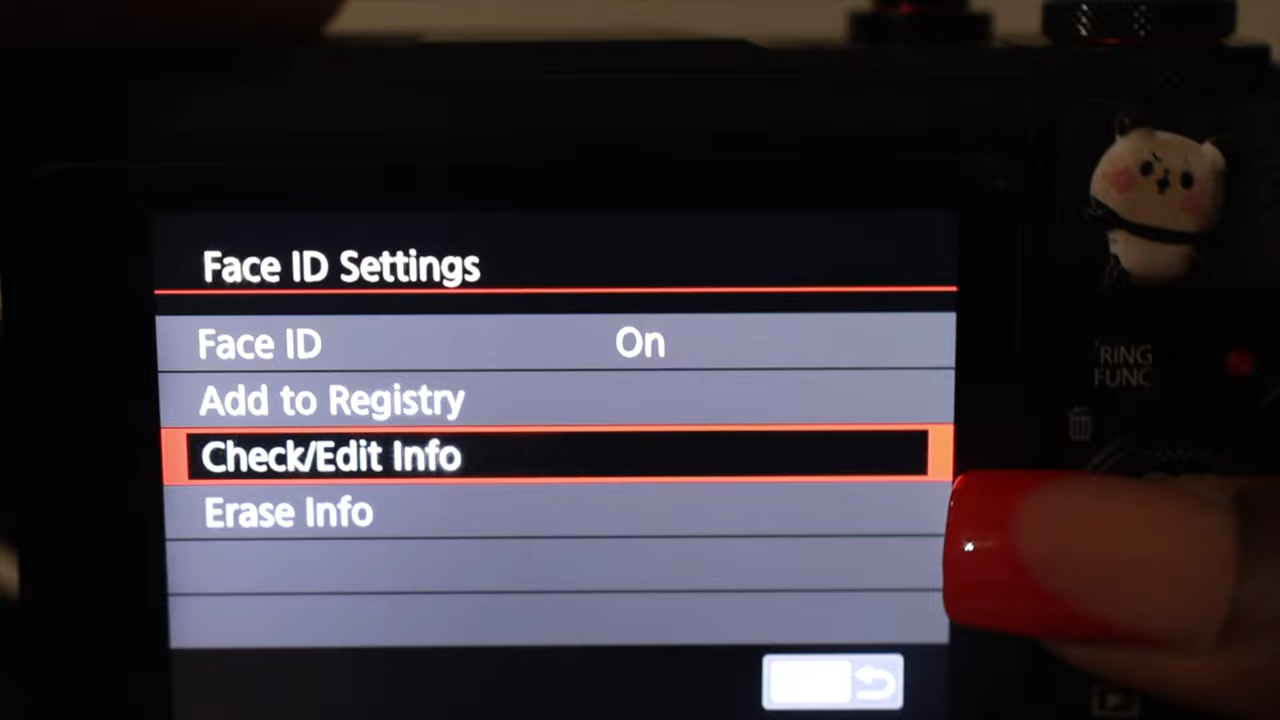 Face ID Settings
Face ID On
Add to Registry
Check/Edit Info
Erase Info
RING
FUNC